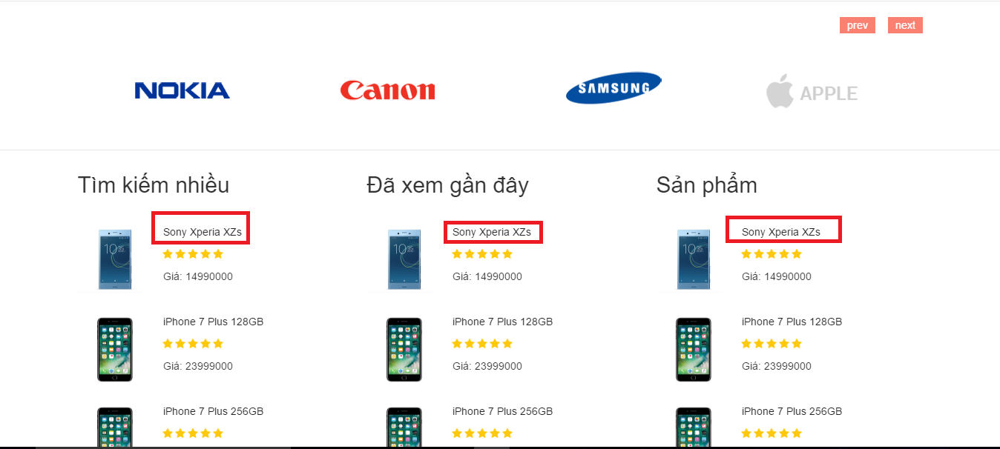 prev next
NOKIA Canon SAMSUNG APPLE
Tìm kiếm nhiều
Sony Xperia XZs
Giá: 14990000
iPhone 7 Plus 128GB
Giá: 23999000
iPhone 7 Plus 256GB
Đã xem gần đây
Sony Xperia XZs
Giá: 14990000
iPhone 7 Plus 128GB
Giá: 23999000
iPhone 7 Plus 256GB
Sản phẩm
Sony Xperia XZs
Giá: 14990000
iPhone 7 Plus 128GB
Giá: 23999000
iPhone 7 Plus 256GB